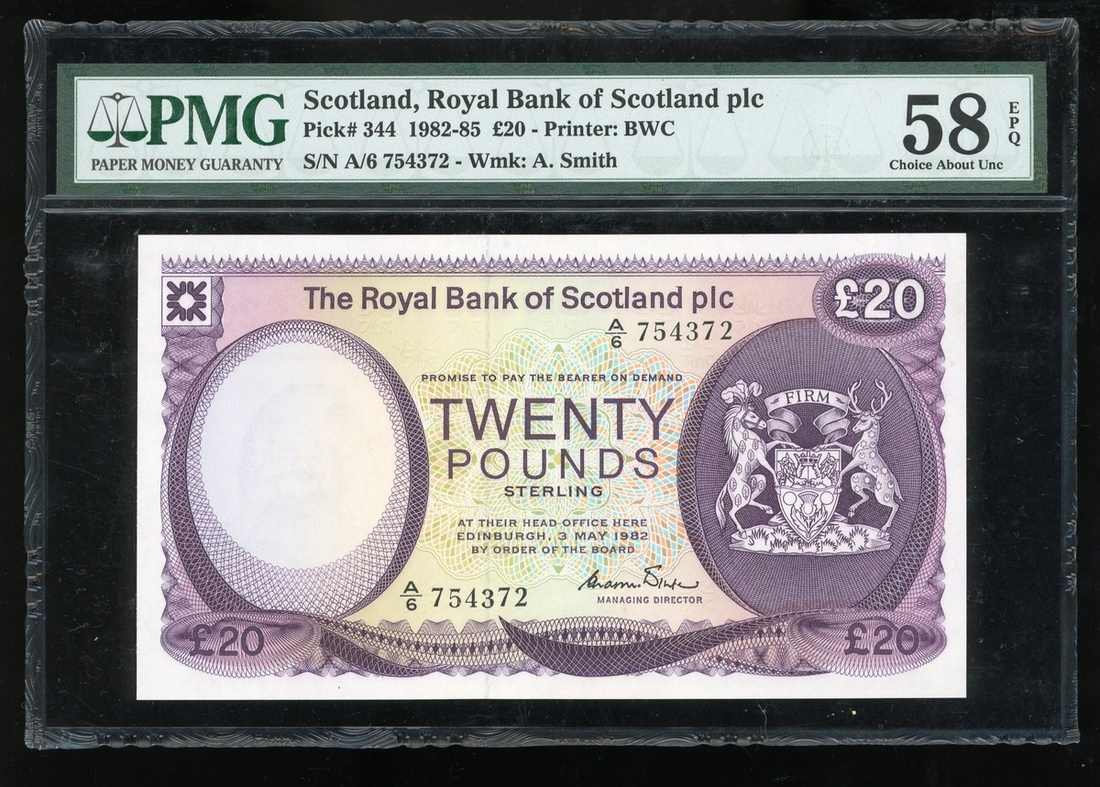 PMG
PAPER MONEY GUARANTY
Scotland, Royal Bank of Scotland plc
Pick# 344 1982-85 £20 - Printer: BWC
S/N A/6 754372 - Wmk: A. Smith
58
EPQ
Choice About Unc
£20
The Royal Bank of Scotland plc
A/6 754372
PROMISE TO PAY THE BEARER ON DEMAND
TWENTY
POUNDS
STERLING
FIRM
AT THEIR HEAD OFFICE HERE
EDINBURGH, 3 MAY 1982
BY ORDER OF THE BOARD
A/6 754372
MANAGING DIRECTOR
£20
£20